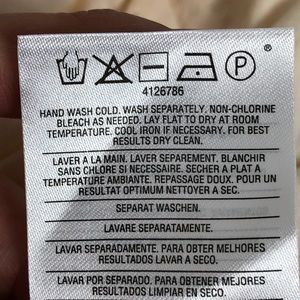 ®
P
4126786
HAND WASH COLD. WASH SEPARATELY. NON-CHLORINE
BLEACH AS NEEDED. LAY FLAT TO DRY AT ROOM
TEMPERATURE. COOL IRON IF NECESSARY. FOR BEST
RESULTS DRY CLEAN.
LAVER A LA MAIN. LAVER SEPAREMENT. BLANCHIR
SANS CHLORE SI NECESSAIRE. SECHER A PLAT A
TEMPERATURE AMBIANTE. REPASSAGE DOUX. POUR UN
RESULTAT OPTIMUM NETTOYER A SEC.
SEPARAT WASCHEN.
LAVARE SEPARATAMENTE.
LAVAR SEPARADAMENTE. PARA OBTER MELHORES
RESULTADOS LAVAR A SECO.
LAVAR POR SEPARADO. PARA OBTENER MEJORES
RESULTADOS LIMPIAR EN SECO.